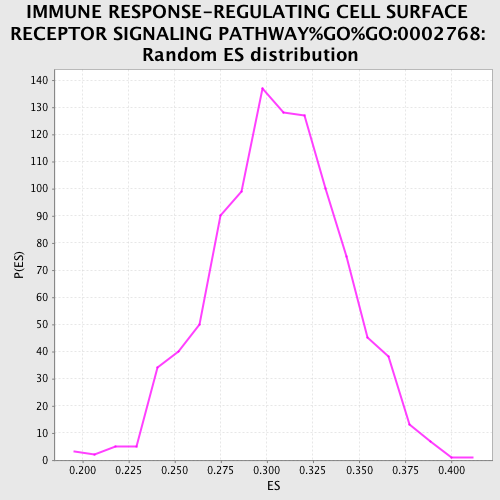 IMMUNE RESPONSE-REGULATING CELL SURFACE
RECEPTOR SIGNALING PATHWAY%GO%GO:0002768:
Random ES distribution
140
130
120
110
100
90
80
70
60
50
40
30
20
10
0
P(ES)
0.200 0.225 0.250 0.275 0.300 0.325 0.350 0.375 0.400
ES